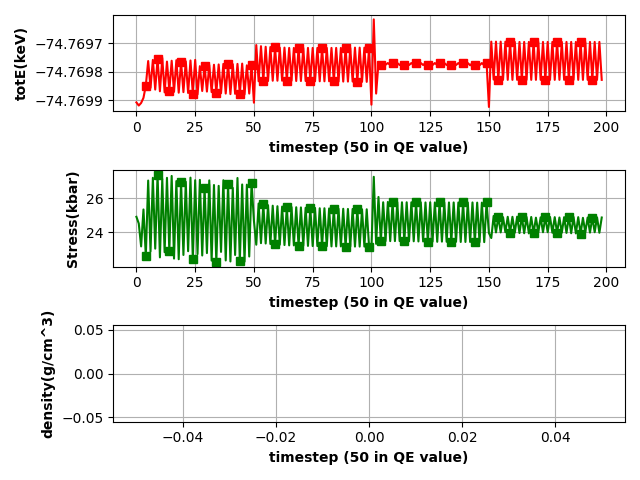 totE(keV)
−74.7697
−74.7698
−74.7699
0 25 50 75 100 125 150 175 200
timestep (50 in QE value)
Stress(kbar)
26
24
0 25 50 75 100 125 150 175 200
timestep (50 in QE value)
density(g/cm^3)
0.05
0.00
−0.05
−0.04 −0.02 0.00 0.02 0.04
timestep (50 in QE value)